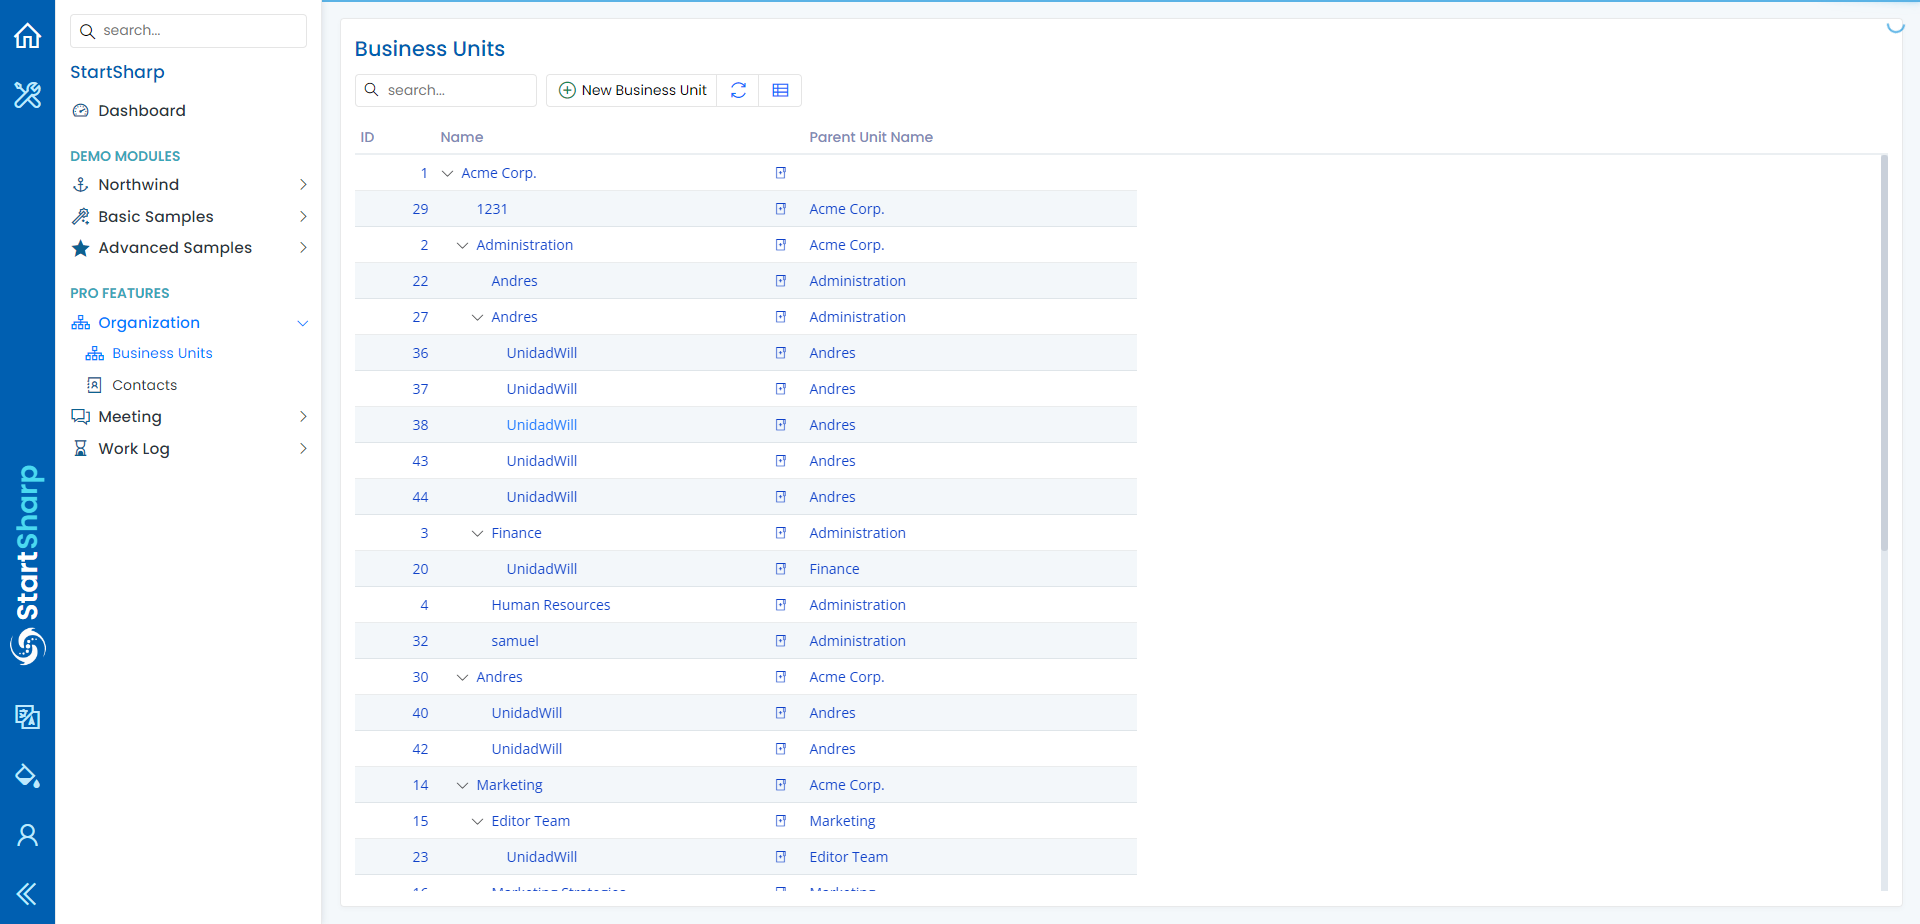 search...
StartSharp
Dashboard
DEMO MODULES
Northwind
Basic Samples
Advanced Samples
PRO FEATURES
Organization
Business Units
Contacts
Meeting
Work Log
StartSharp
Business Units
search...
New Business Unit
ID Name Parent Unit Name
1 Acme Corp.
29 1231 Acme Corp.
2 Administration Acme Corp.
22 Andres Administration
27 Andres Administration
36 UnidadWill Andres
37 UnidadWill Andres
38 UnidadWill Andres
43 UnidadWill Andres
44 UnidadWill Andres
3 Finance Administration
20 UnidadWill Finance
4 Human Resources Administration
32 samuel Administration
30 Andres Acme Corp.
40 UnidadWill Andres
42 UnidadWill Andres
14 Marketing Acme Corp.
15 Editor Team Marketing
23 UnidadWill Editor Team
16 Marketing Strategies Marketing